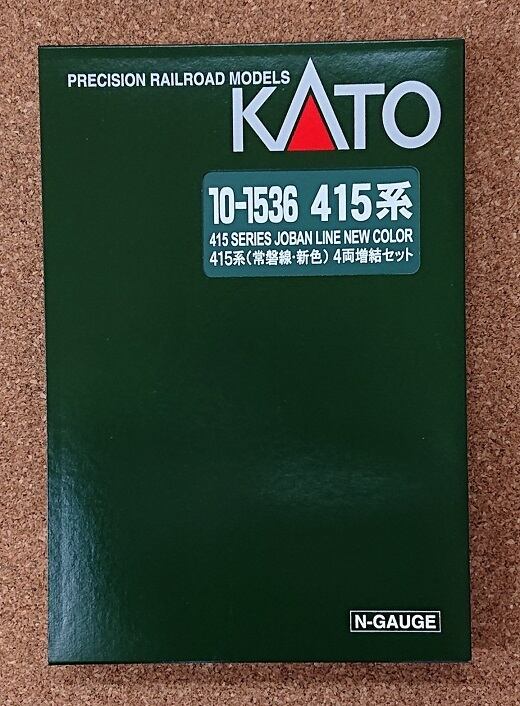 PRECISION RAILROAD MODELS
KATO
10-1536 415系
415 SERIES JOBAN LINE NEW COLOR
415系(常磐線・新色) 4両増結セット
N-GAUGE